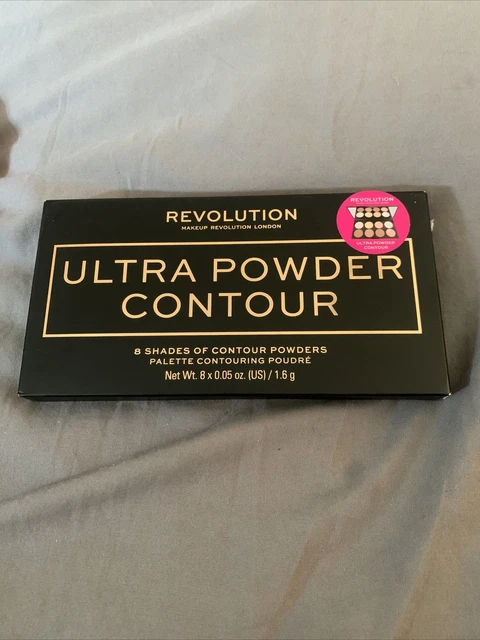 REVOLUTION
MAKEUP REVOLUTION LONDON
REVOLUTION
ULTRA POWDER
CONTOUR
ULTRA POWDER
CONTOUR
8 SHADES OF CONTOUR POWDERS
PALETTE CONTOURING POUDRÉ
Net Wt. 8 x 0.05 oz. (US) / 1.6 g